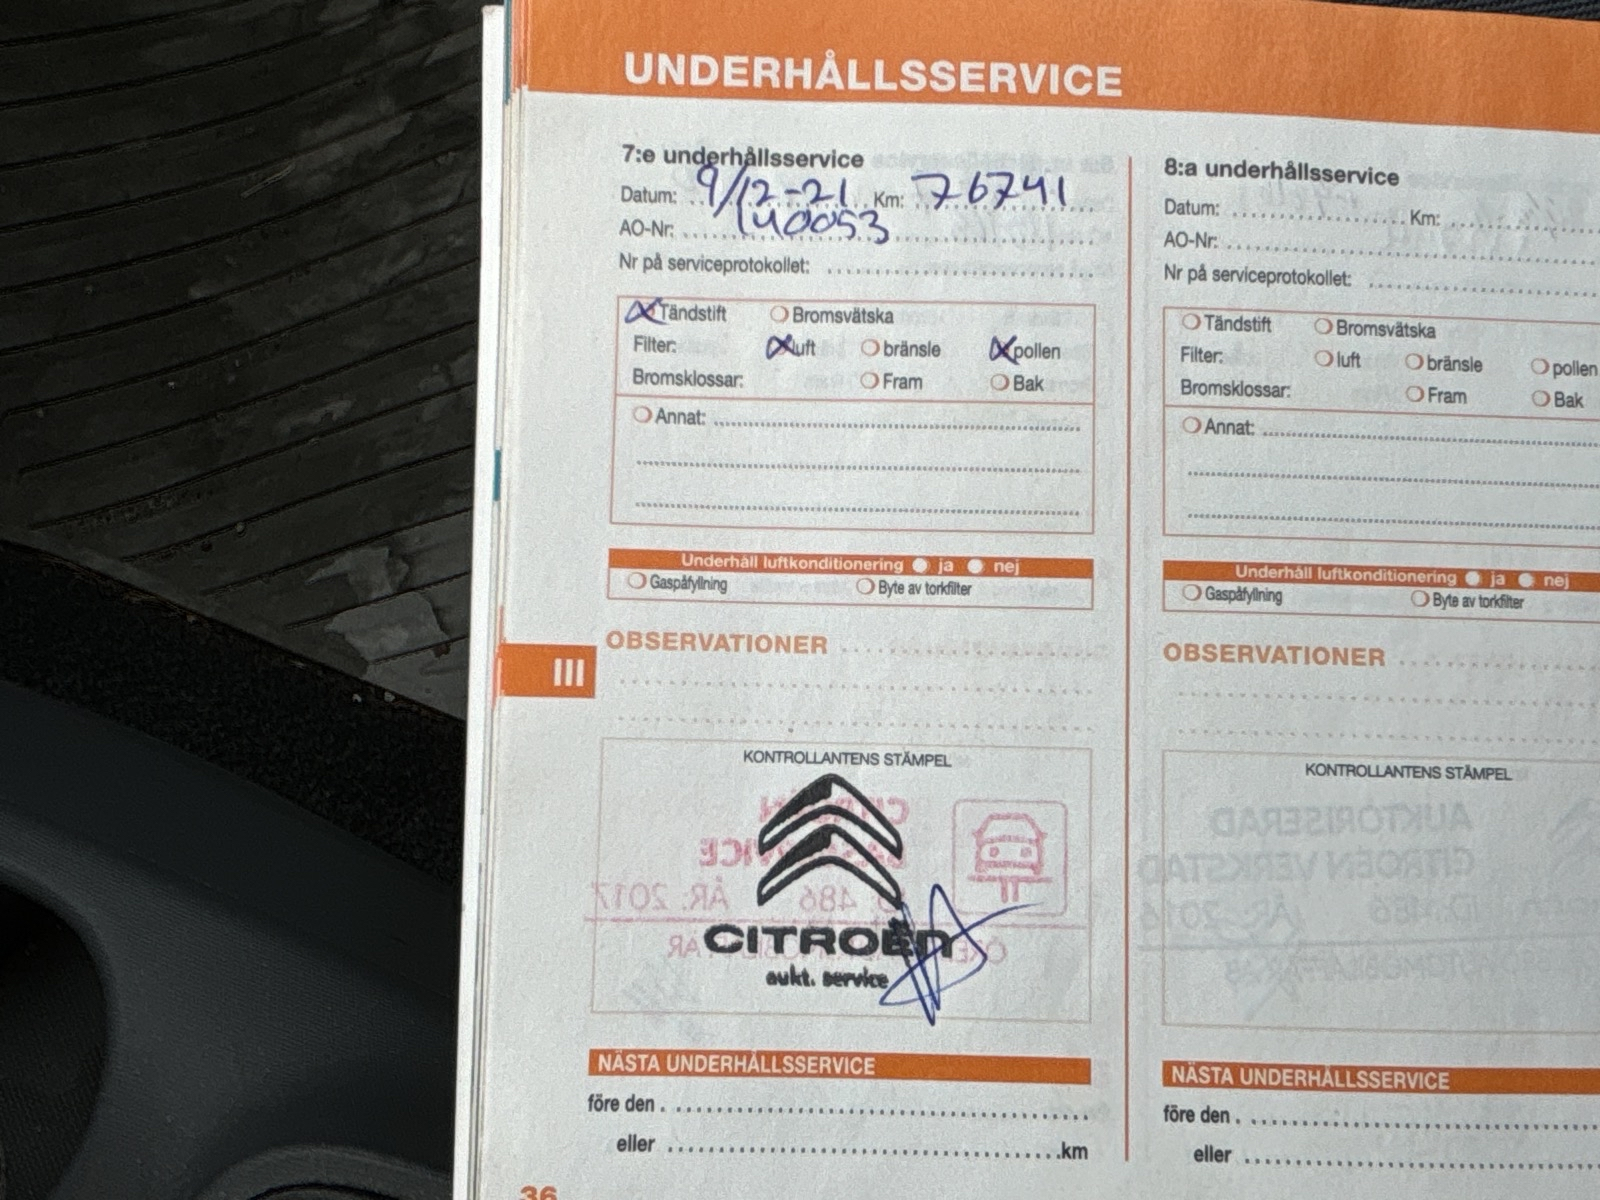 UNDERHÅLLSSERVICE
7:e underhållsservice
Datum: 9/12-21 Km: 76741
AO-Nr: 140053
Nr på serviceprotokollet:
Tändstift Bromsvätska
Filter: luft bränsle pollen
Bromsklossar: Fram Bak
Annat:
Underhåll luftkonditionering ja nej
Gaspåfyllning Byte av torkfilter
OBSERVATIONER
KONTROLLANTENS STÄMPEL
CITROËN
aukt. service
NÄSTA UNDERHÅLLSSERVICE
före den
eller km
8:a underhållsservice
Datum: Km:
AO-Nr:
Nr på serviceprotokollet:
Tändstift Bromsvätska
Filter: luft bränsle pollen
Bromsklossar: Fram Bak
Annat:
Underhåll luftkonditionering ja nej
Gaspåfyllning Byte av torkfilter
OBSERVATIONER
KONTROLLANTENS STÄMPEL
NÄSTA UNDERHÅLLSSERVICE
före den
eller
III
36